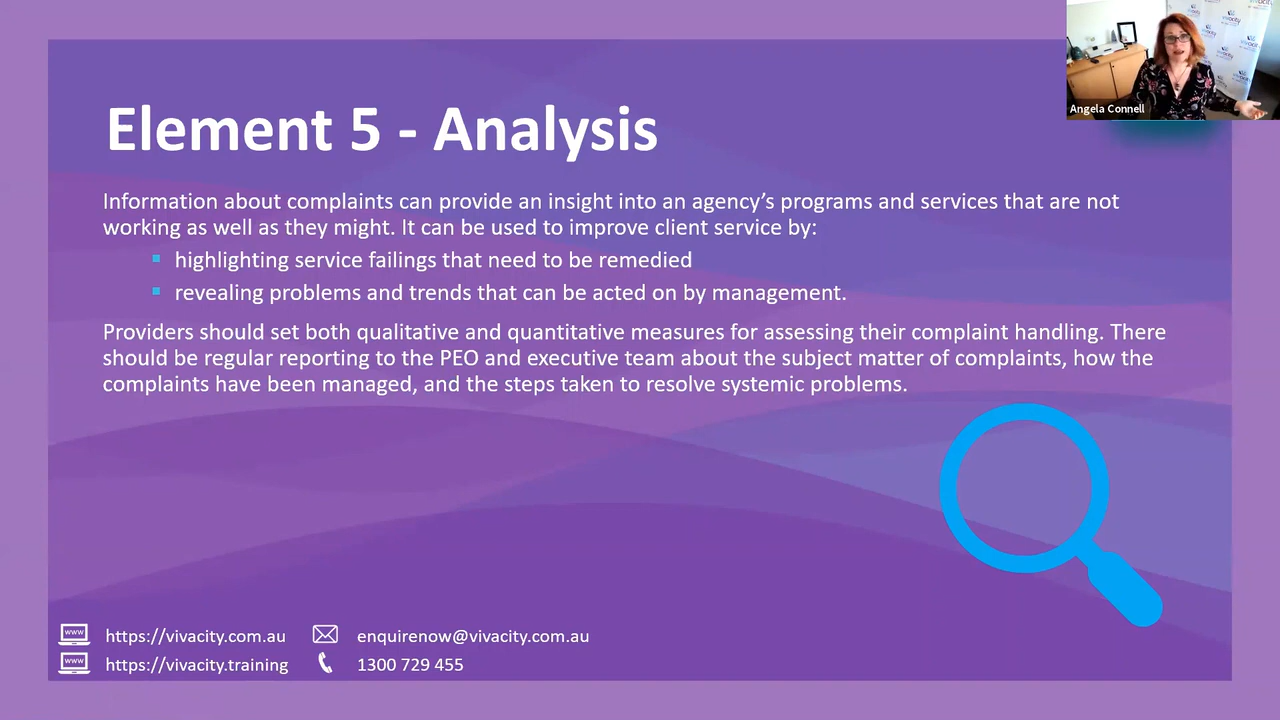 Element 5 - Analysis
Angela Connell
Information about complaints can provide an insight into an agency’s programs and services that are not
working as well as they might. It can be used to improve client service by:
highlighting service failings that need to be remedied
revealing problems and trends that can be acted on by management.
Providers should set both qualitative and quantitative measures for assessing their complaint handling. There
should be regular reporting to the PEO and executive team about the subject matter of complaints, how the
complaints have been managed, and the steps taken to resolve systemic problems.
www https://vivacity.com.au enquirenow@vivacity.com.au
www https://vivacity.training 1300 729 455